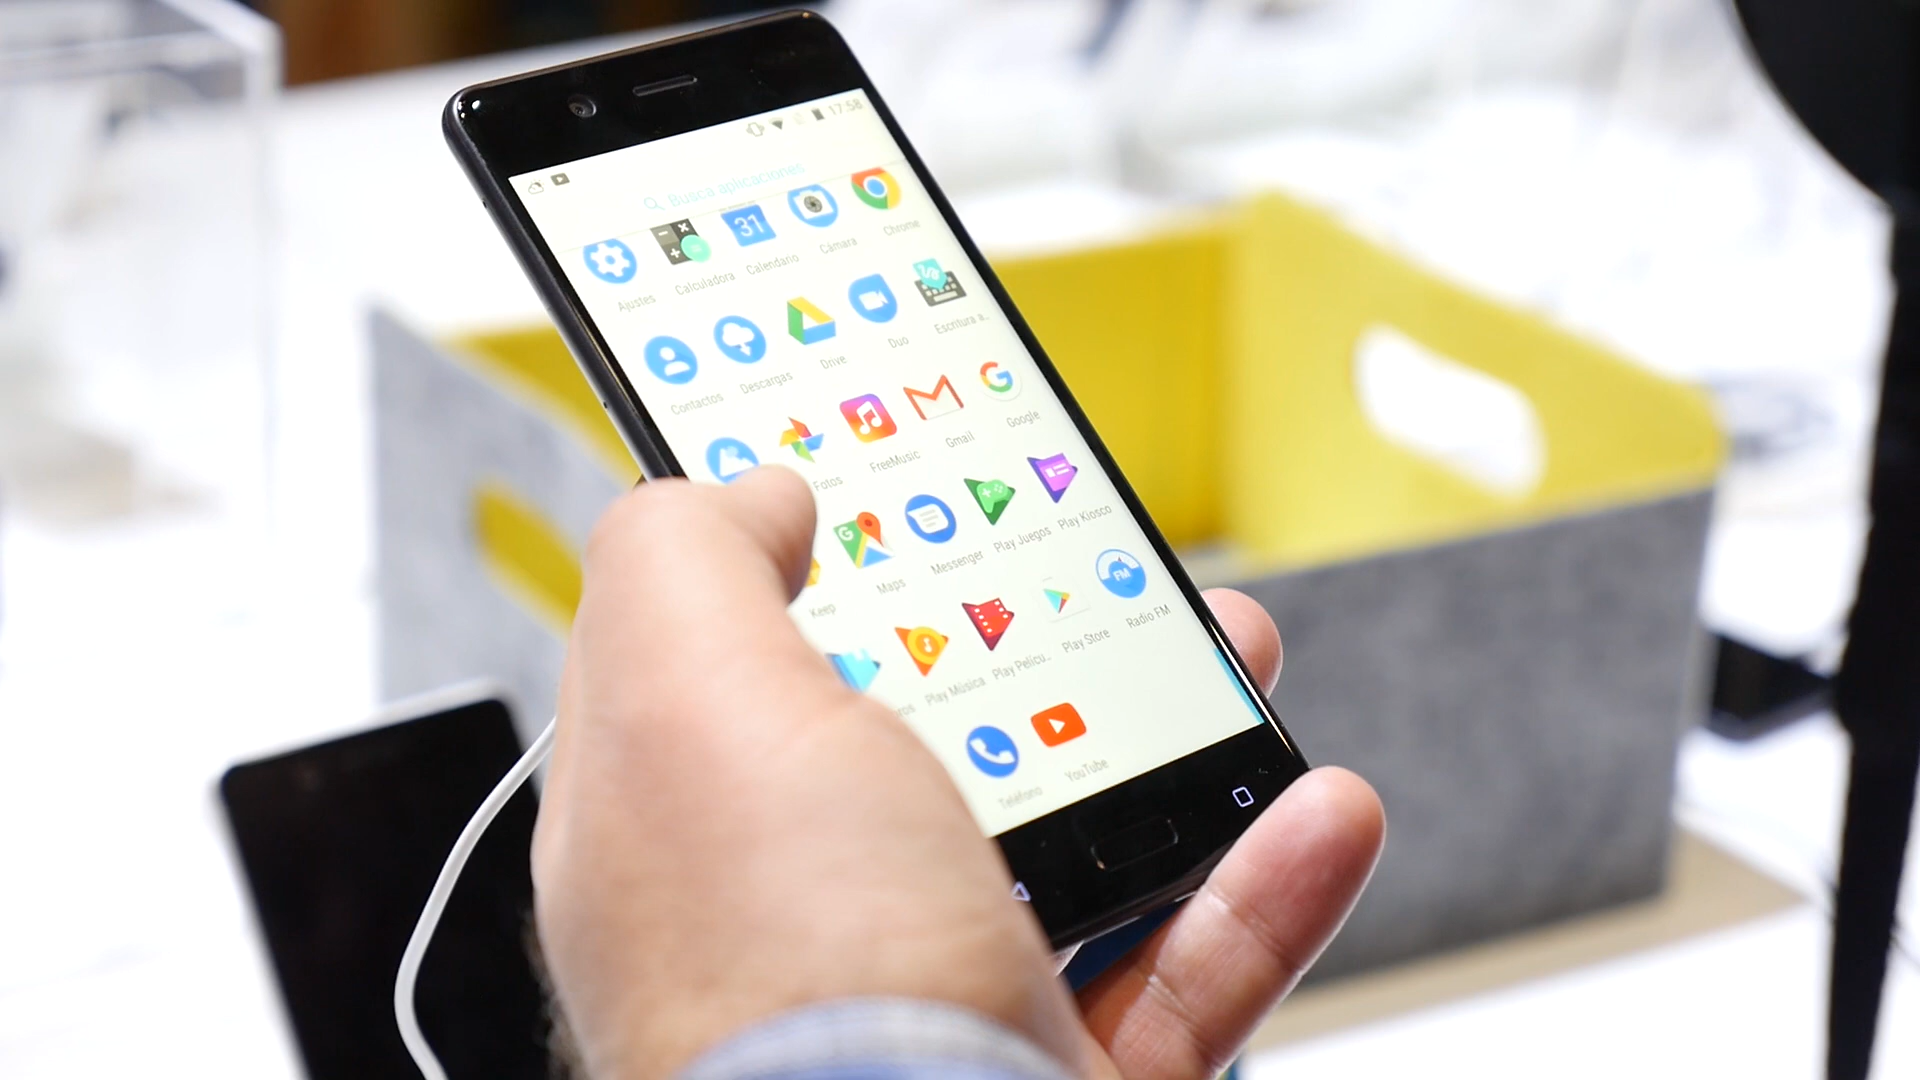 17:58
Busca aplicaciones
31
Ajustes
Calculadora
Calendario
Cámara
Chrome
Contactos
Descargas
Drive
Duo
Escritura a...
Fotos
FreeMusic
Gmail
Google
G
Keep
Maps
Messenger
Play Juegos
Play Kiosco
FM
ros
Play Música
Play Pelícu...
Play Store
Radio FM
Teléfono
YouTube